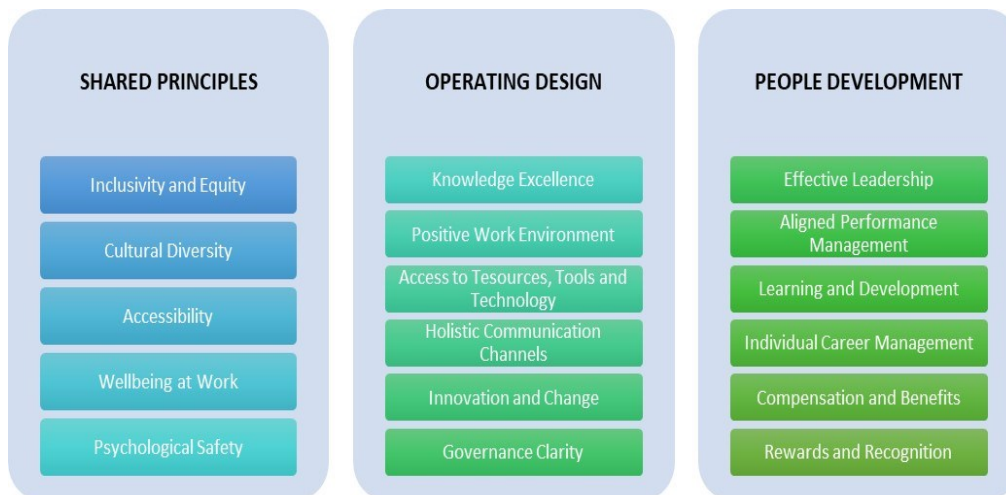 SHARED PRINCIPLES
Inclusivity and Equity
Cultural Diversity
Accessibility
Wellbeing at Work
Psychological Safety
OPERATING DESIGN
Knowledge Excellence
Positive Work Environment
Access to Tesources, Tools and
Technology
Holistic Communication
Channels
Innovation and Change
Governance Clarity
PEOPLE DEVELOPMENT
Effective Leadership
Aligned Performance
Management
Learning and Development
Individual Career Management
Compensation and Benefits
Rewards and Recognition